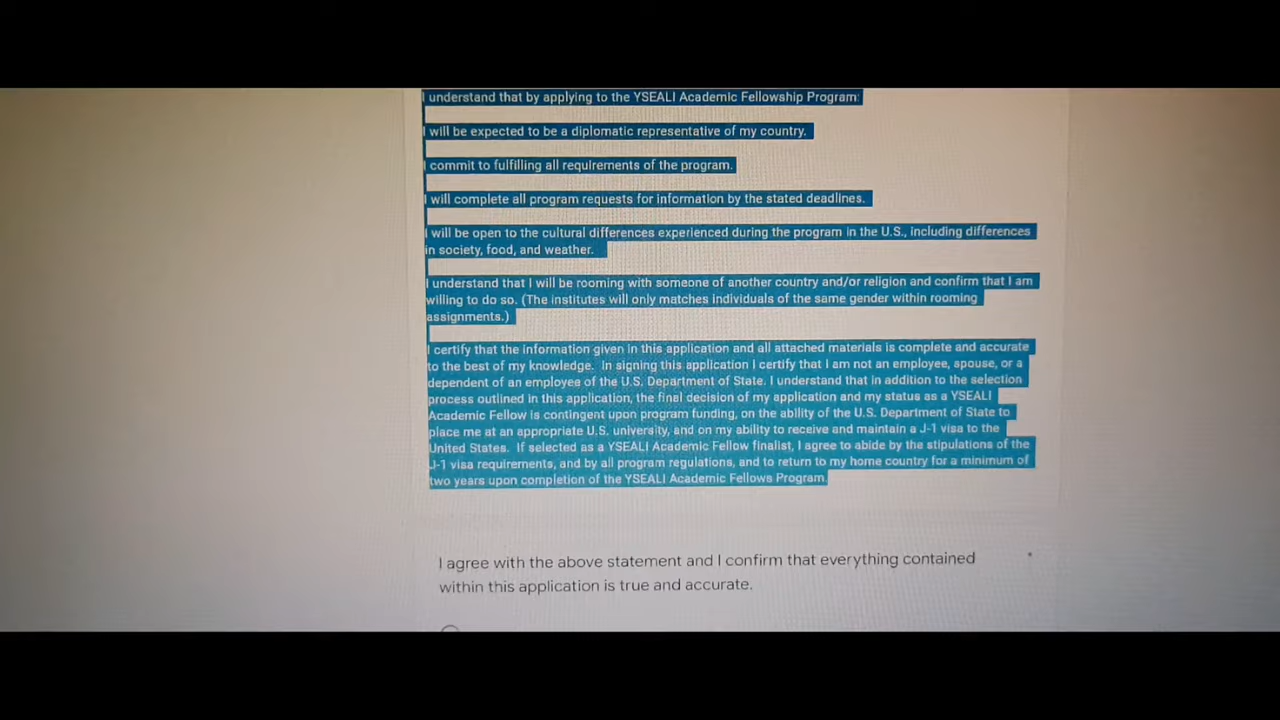 I understand that by applying to the YSEALI Academic Fellowship Program:
I will be expected to be a diplomatic representative of my country.
I commit to fulfilling all requirements of the program.
I will complete all program requests for information by the stated deadlines.
I will be open to the cultural differences experienced during the program in the U.S., including differences
in society, food, and weather.
I understand that I will be rooming with someone of another country and/or religion and confirm that I am
willing to do so. (The institutes will only matches individuals of the same gender within rooming
assignments.)
I certify that the information given in this application and all attached materials is complete and accurate
to the best of my knowledge. In signing this application I certify that I am not an employee, spouse, or a
dependent of an employee of the U.S. Department of State. I understand that in addition to the selection
process outlined in this application, the final decision of my application and my status as a YSEALI
Academic Fellow is contingent upon program funding, on the ability of the U.S. Department of State to
place me at an appropriate U.S. university, and on my ability to receive and maintain a J-1 visa to the
United States. If selected as a YSEALI Academic Fellow finalist, I agree to abide by the stipulations of the
J-1 visa requirements, and by all program regulations, and to return to my home country for a minimum of
two years upon completion of the YSEALI Academic Fellows Program.
I agree with the above statement and I confirm that everything contained *
within this application is true and accurate.